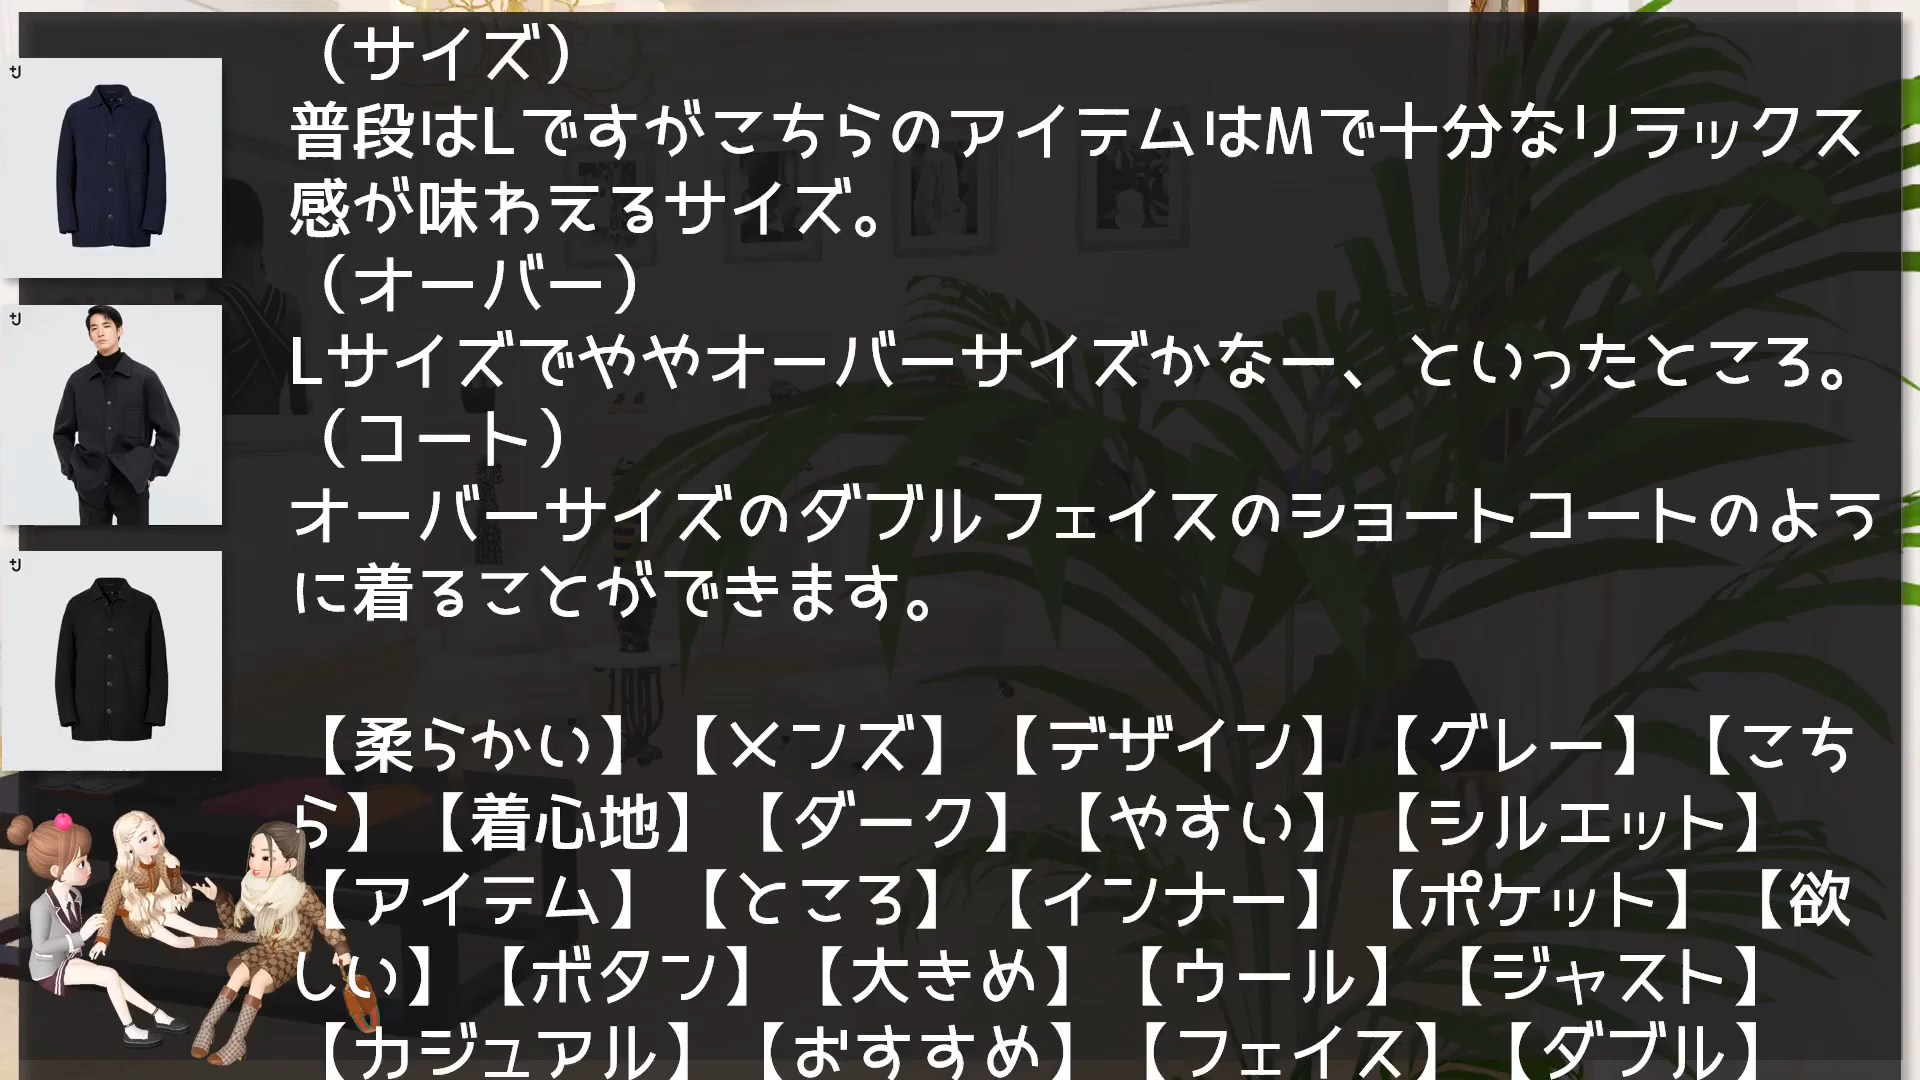 （サイズ）
普段はLですがこちらのアイテムはMで十分なリラックス
感が味わえるサイズ。
（オーバー）
Lサイズでややオーバーサイズかなー、といったところ。
（コート）
オーバーサイズのダブルフェイスのショートコートのよう
に着ることができます。
【柔らかい】【メンズ】【デザイン】【グレー】【こち
ら】【着心地】【ダーク】【やすい】【シルエット】
【アイテム】【ところ】【インナー】【ポケット】【欲
しい】【ボタン】【大きめ】【ウール】【ジャスト】
【カジュアル】【おすすめ】【フェイス】【ダブル】
+J
+J
+J